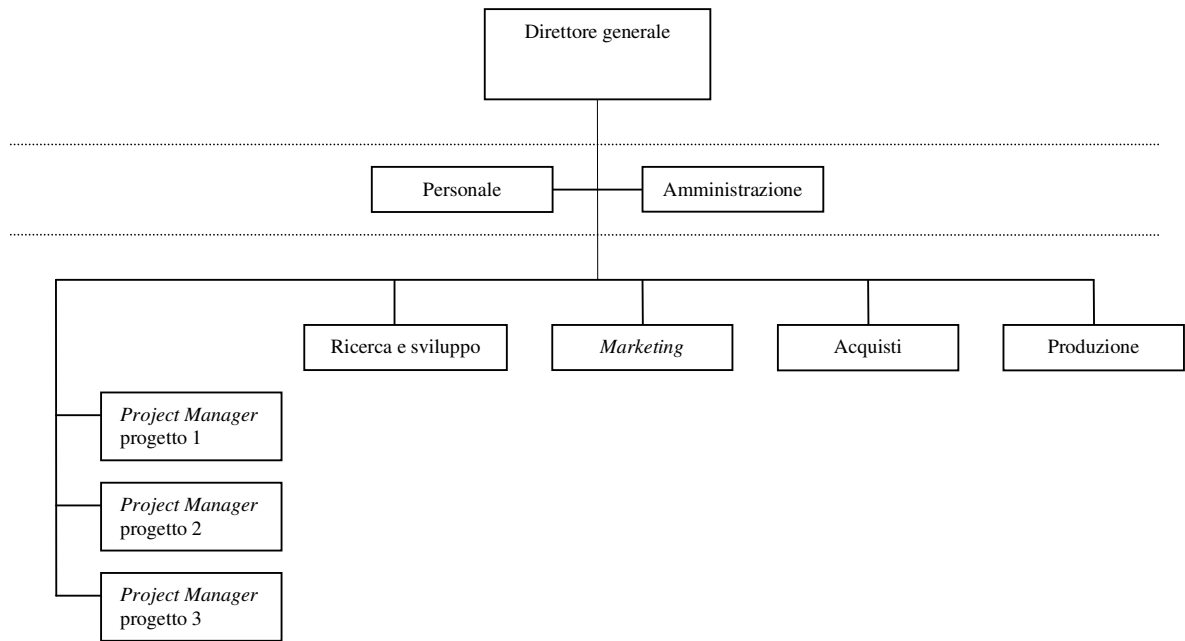 Direttore generale
Personale
Amministrazione
Ricerca e sviluppo
Marketing
Acquisti
Produzione
Project Manager
progetto 1
Project Manager
progetto 2
Project Manager
progetto 3